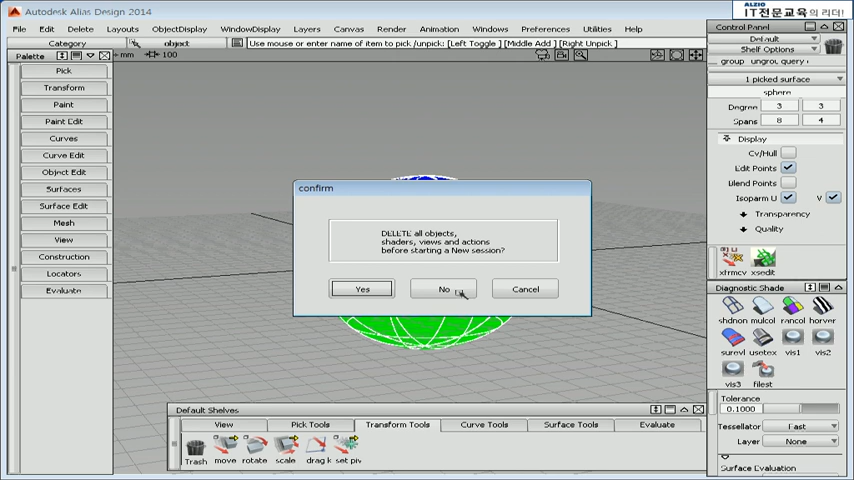 Autodesk Alias Design 2014
ALZIO
IT전문교육의 리더!
File Edit Delete Layouts ObjectDisplay WindowDisplay Layers Canvas Render Animation Preferences Utilities Help
Control Panel
Category object Use mouse or enter name of item to pick /unpick: [Left Toggle ] [Middle Add ] [Right Unpick ]
Default
Shelf Options
Palette
mm 100
group ungrou query
Pick
Transform
Paint
Paint Edit
Curves
Curve Edit
Object Edit
Surfaces
Surface Edit
Mesh
View
Construction
Locators
Evaluate
1 picked surface
sphere
Degree 3 3
Spans 8 4
Display
Cv/Hull
Edit Points
Blend Points
Isoparm U V
Transparency
Quality
xfrmcv xsedit
confirm
DELETE all objects,
shaders, views and actions
before starting a New session?
Yes No Cancel
Diagnostic Shade
shdnon mulcol rancol horver
surevl usetex vis1 vis2
vis3 filest
Tolerance
0.1000
Tessellator Fast
Layer None
Surface Evaluation
Default Shelves
View Pick Tools Transform Tools Curve Tools Surface Tools Evaluate
Trash move rotate scale drag k set piv